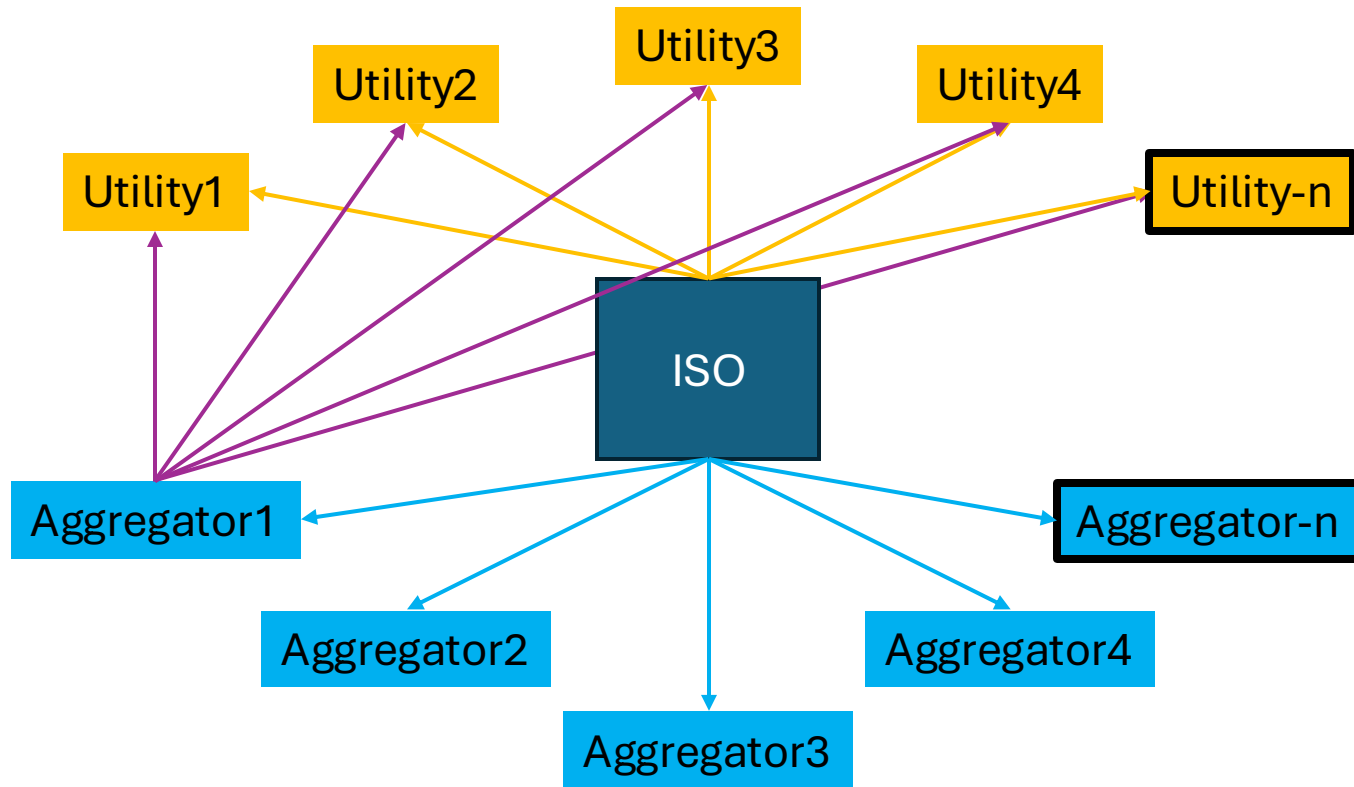 Utility3
Utility2
Utility4
Utility1
Utility-n
ISO
Aggregator1
Aggregator-n
Aggregator2
Aggregator4
Aggregator3